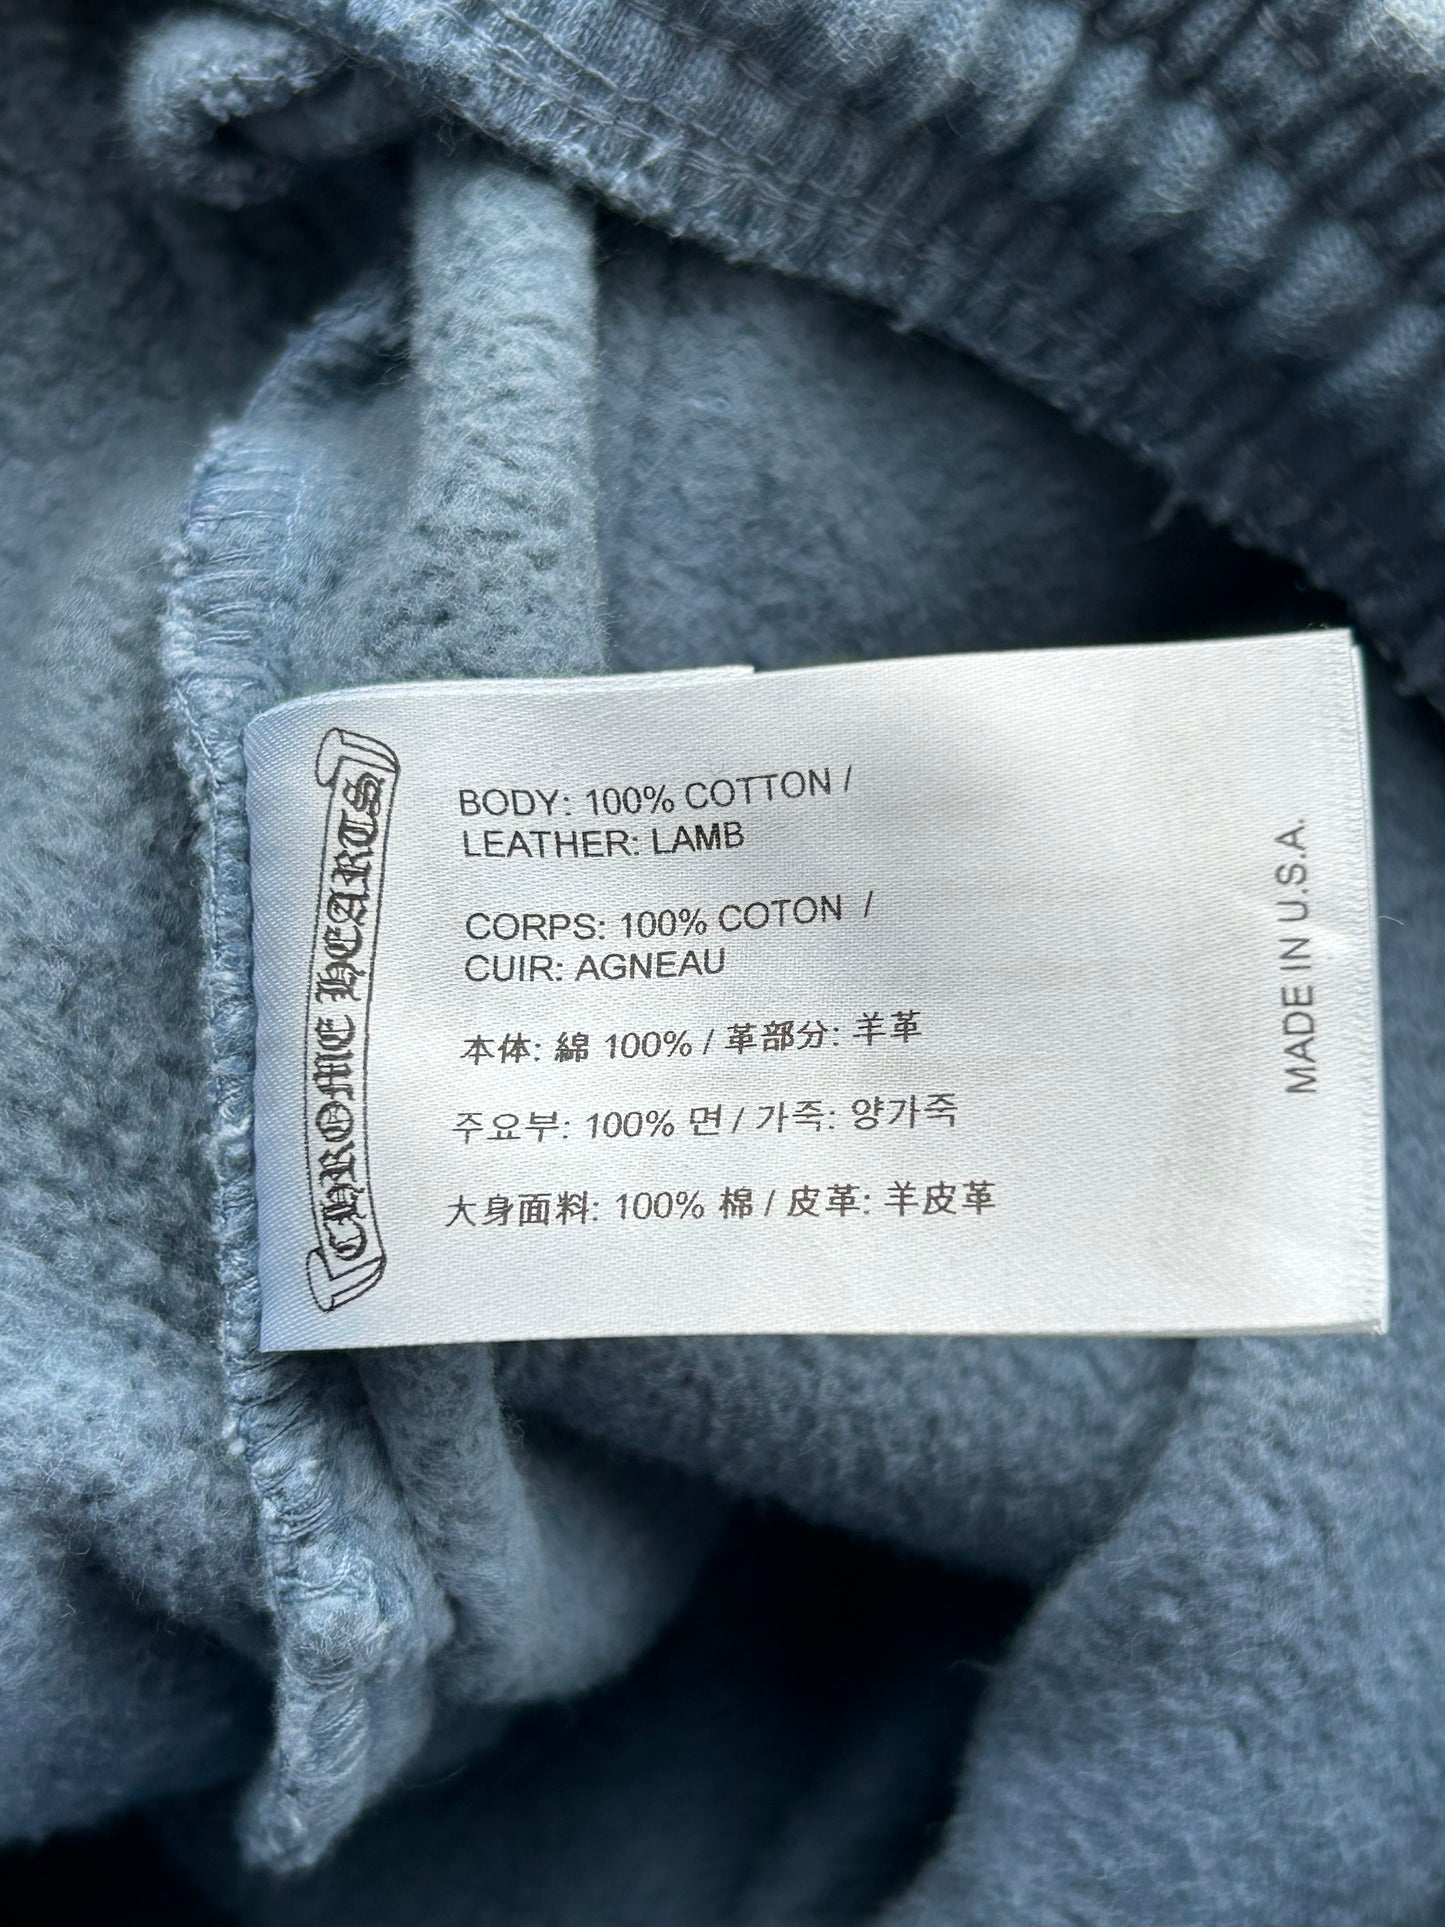 CHROME HEARTS
BODY: 100% COTTON /
LEATHER: LAMB
CORPS: 100% COTON /
CUIR: AGNEAU
本体: 綿 100% / 革部分: 羊革
주요부: 100% 면 / 가죽: 양가죽
大身面料: 100% 棉 / 皮革: 羊皮革
MADE IN U.S.A.